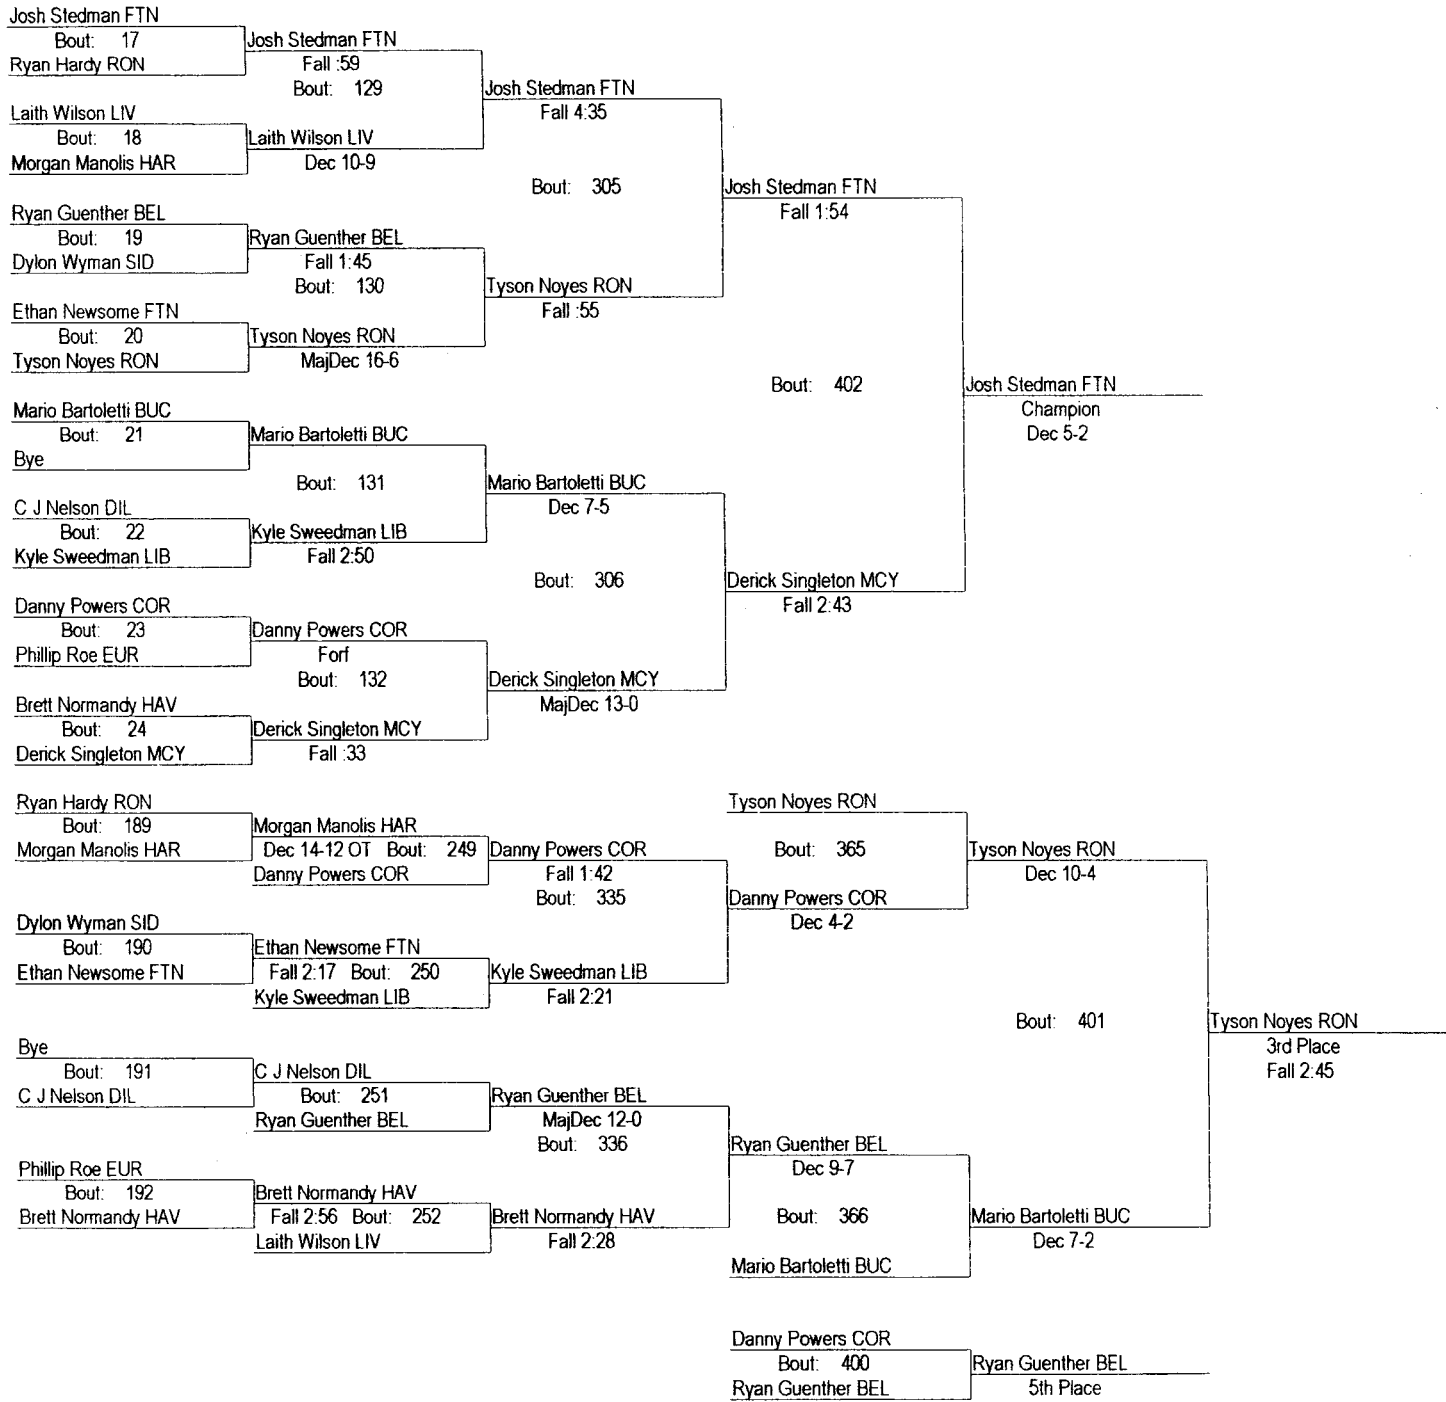 Josh Stedman FTN
Bout: 17
Ryan Hardy RON
Josh Stedman FTN
Fall :59
Bout: 129
Laith Wilson LIV
Bout: 18
Morgan Manolis HAR
Laith Wilson LIV
Dec 10-9
Josh Stedman FTN
Fall 4:35
Bout: 305
Ryan Guenther BEL
Bout: 19
Dylon Wyman SID
Ryan Guenther BEL
Fall 1:45
Bout: 130
Ethan Newsome FTN
Bout: 20
Tyson Noyes RON
Tyson Noyes RON
MajDec 16-6
Tyson Noyes RON
Fall :55
Josh Stedman FTN
Fall 1:54
Bout: 402
Mario Bartoletti BUC
Bout: 21
Bye
Mario Bartoletti BUC
Bout: 131
C J Nelson DIL
Bout: 22
Kyle Sweedman LIB
Kyle Sweedman LIB
Fall 2:50
Mario Bartoletti BUC
Dec 7-5
Bout: 306
Danny Powers COR
Bout: 23
Phillip Roe EUR
Danny Powers COR
Forf
Bout: 132
Brett Normandy HAV
Bout: 24
Derick Singleton MCY
Derick Singleton MCY
Fall :33
Derick Singleton MCY
MajDec 13-0
Derick Singleton MCY
Fall 2:43
Josh Stedman FTN
Champion
Dec 5-2
Ryan Hardy RON
Bout: 189
Morgan Manolis HAR
Morgan Manolis HAR
Dec 14-12 OT Bout: 249
Danny Powers COR
Danny Powers COR
Fall 1:42
Bout: 335
Dylon Wyman SID
Bout: 190
Ethan Newsome FTN
Ethan Newsome FTN
Fall 2:17 Bout: 250
Kyle Sweedman LIB
Kyle Sweedman LIB
Fall 2:21
Tyson Noyes RON
Bout: 365
Danny Powers COR
Dec 4-2
Tyson Noyes RON
Dec 10-4
Bout: 401
Bye
Bout: 191
C J Nelson DIL
C J Nelson DIL
Bout: 251
Ryan Guenther BEL
Ryan Guenther BEL
MajDec 12-0
Bout: 336
Phillip Roe EUR
Bout: 192
Brett Normandy HAV
Brett Normandy HAV
Fall 2:56 Bout: 252
Laith Wilson LIV
Brett Normandy HAV
Fall 2:28
Ryan Guenther BEL
Dec 9-7
Bout: 366
Mario Bartoletti BUC
Mario Bartoletti BUC
Dec 7-2
Tyson Noyes RON
3rd Place
Fall 2:45
Danny Powers COR
Bout: 400
Ryan Guenther BEL
Ryan Guenther BEL
5th Place